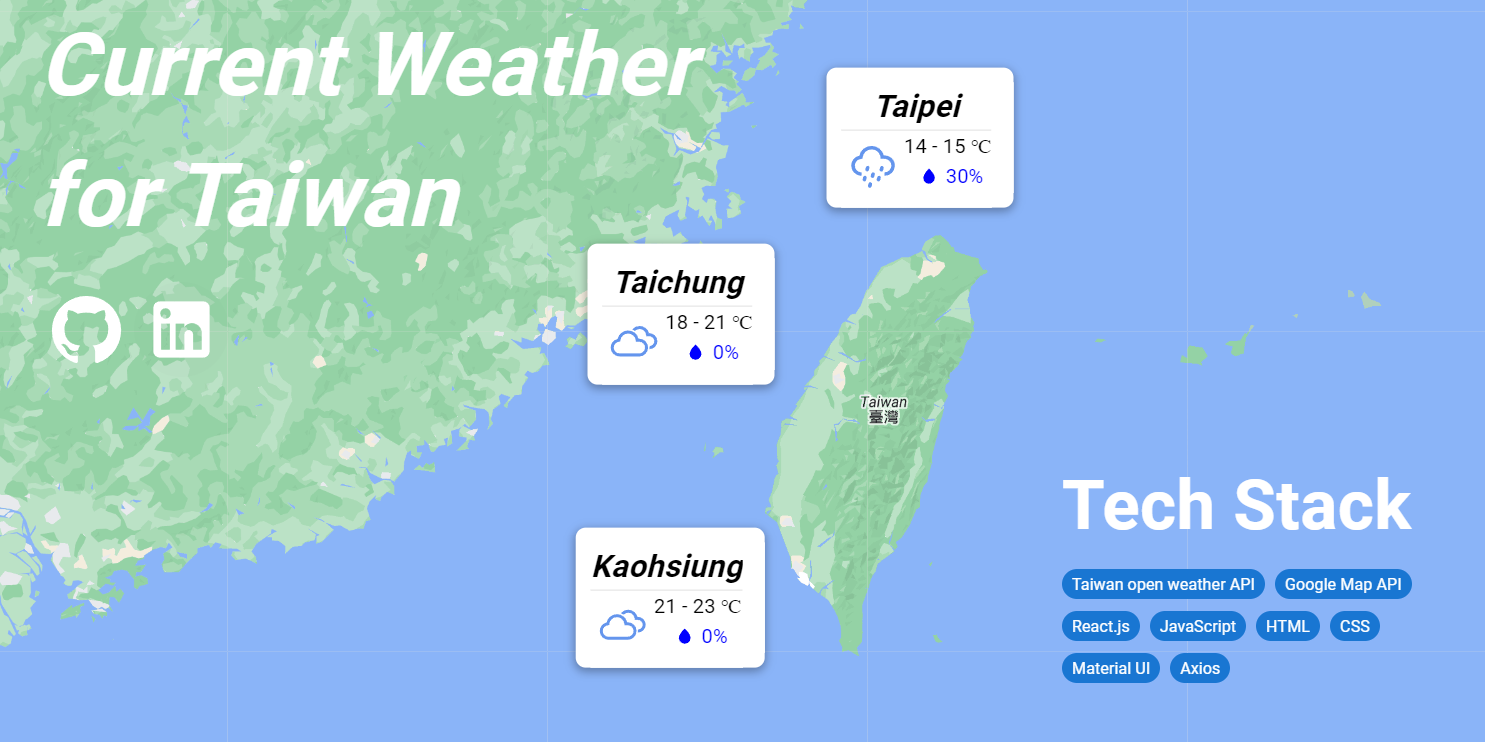 Current Weather
for Taiwan
Taipei
14 - 15 ℃
30%
Taichung
18 - 21 ℃
0%
Taiwan
臺灣
Kaohsiung
21 - 23 ℃
0%
Tech Stack
Taiwan open weather API Google Map API
React.js JavaScript HTML CSS
Material UI Axios